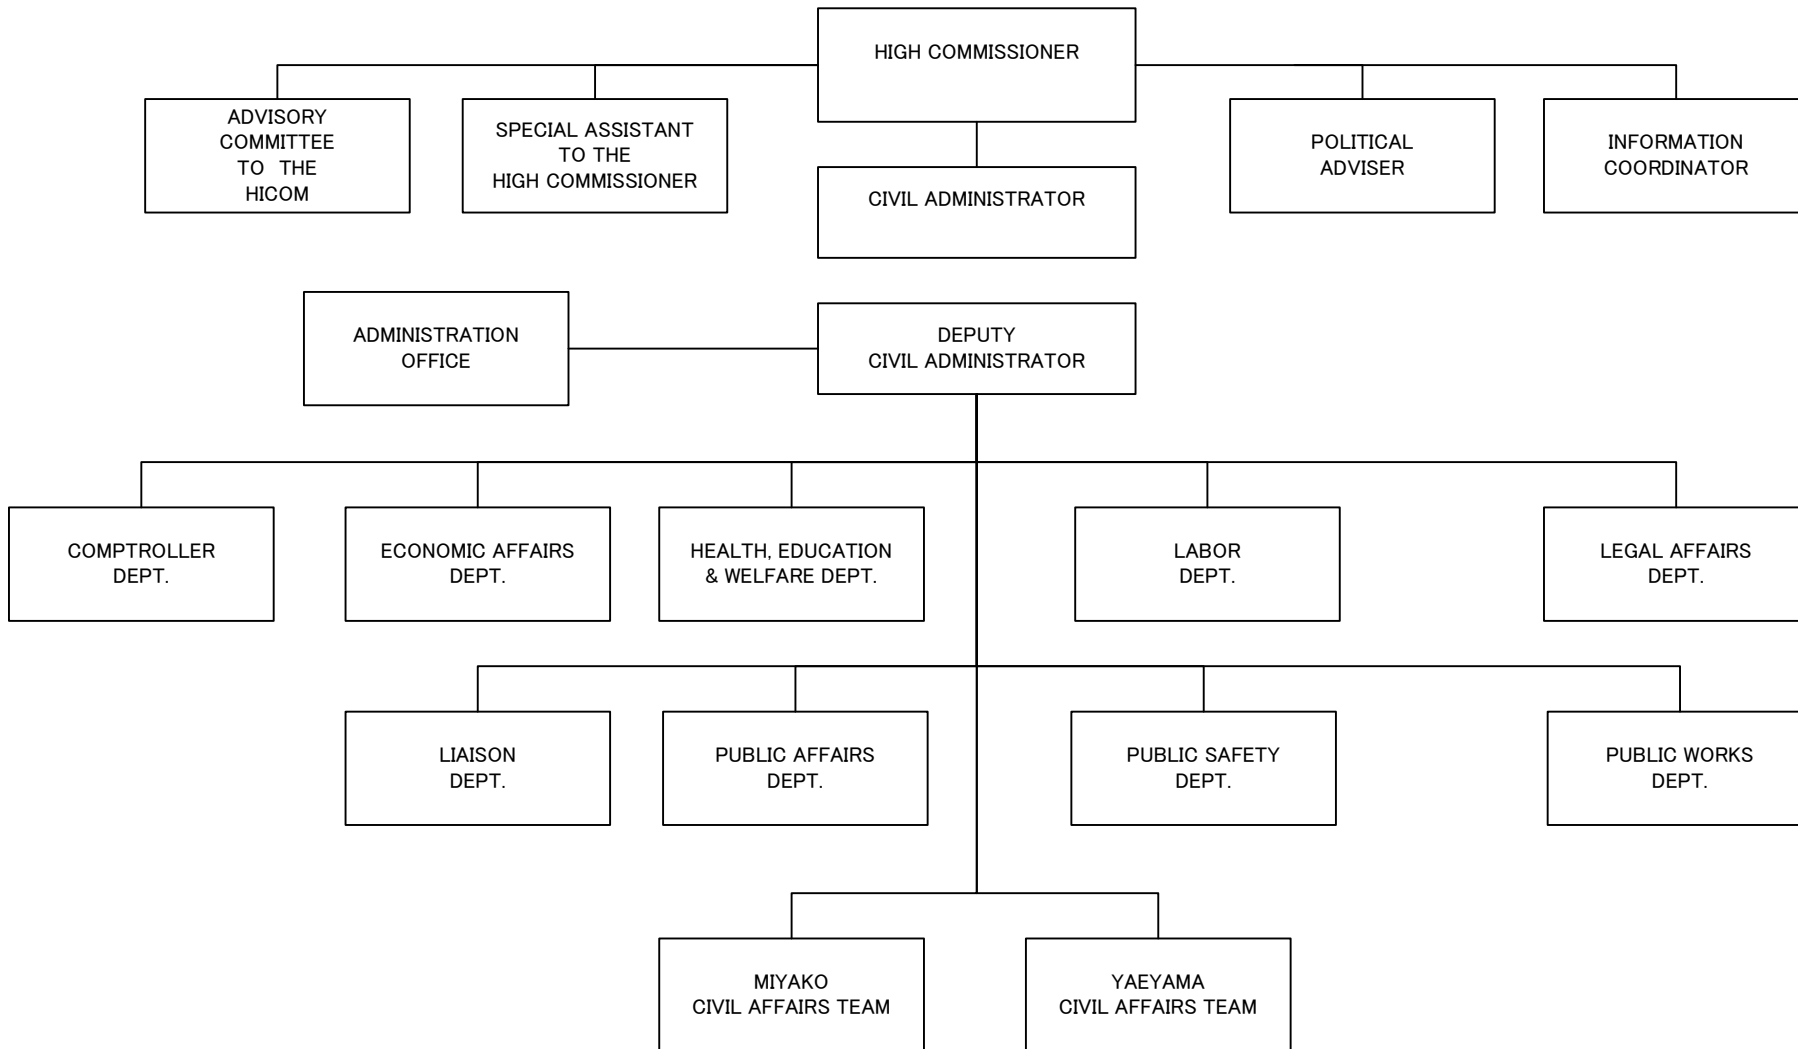 HIGH COMMISSIONER
ADVISORY
COMMITTEE
TO THE
HICOM
SPECIAL ASSISTANT
TO THE
HIGH COMMISSIONER
POLITICAL
ADVISER
INFORMATION
COORDINATOR
CIVIL ADMINISTRATOR
ADMINISTRATION
OFFICE
DEPUTY
CIVIL ADMINISTRATOR
COMPTROLLER
DEPT.
ECONOMIC AFFAIRS
DEPT.
HEALTH, EDUCATION
& WELFARE DEPT.
LABOR
DEPT.
LEGAL AFFAIRS
DEPT.
LIAISON
DEPT.
PUBLIC AFFAIRS
DEPT.
PUBLIC SAFETY
DEPT.
PUBLIC WORKS
DEPT.
MIYAKO
CIVIL AFFAIRS TEAM
YAEYAMA
CIVIL AFFAIRS TEAM